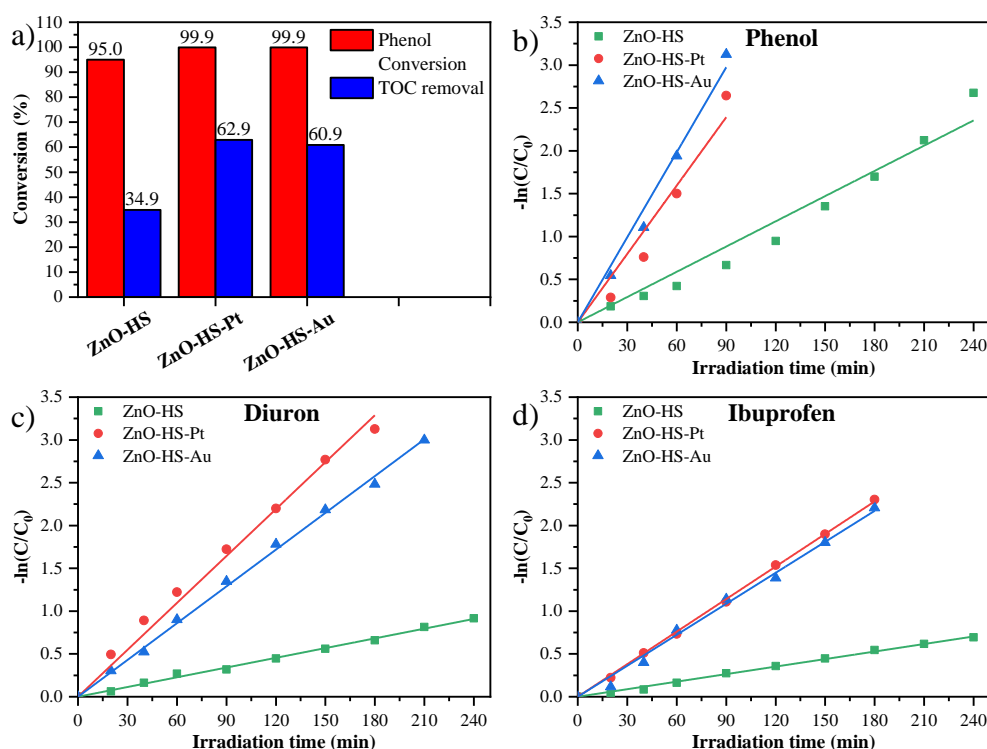 a)
110
100
90
80
70
60
50
40
30
20
10
0
Conversion (%)
95.0
34.9
99.9
62.9
99.9
60.9
Phenol
Conversion
TOC removal
ZnO-HS
ZnO-HS-Pt
ZnO-HS-Au
b)
Phenol
ZnO-HS
ZnO-HS-Pt
ZnO-HS-Au
3.5
3.0
2.5
2.0
1.5
1.0
0.5
0.0
-ln(C/C0)
0 30 60 90 120 150 180 210 240
Irradiation time (min)
c)
Diuron
ZnO-HS
ZnO-HS-Pt
ZnO-HS-Au
3.5
3.0
2.5
2.0
1.5
1.0
0.5
0.0
-ln(C/C0)
0 30 60 90 120 150 180 210 240
Irradiation time (min)
d)
Ibuprofen
ZnO-HS
ZnO-HS-Pt
ZnO-HS-Au
3.5
3.0
2.5
2.0
1.5
1.0
0.5
0.0
-ln(C/C0)
0 30 60 90 120 150 180 210 240
Irradiation time (min)